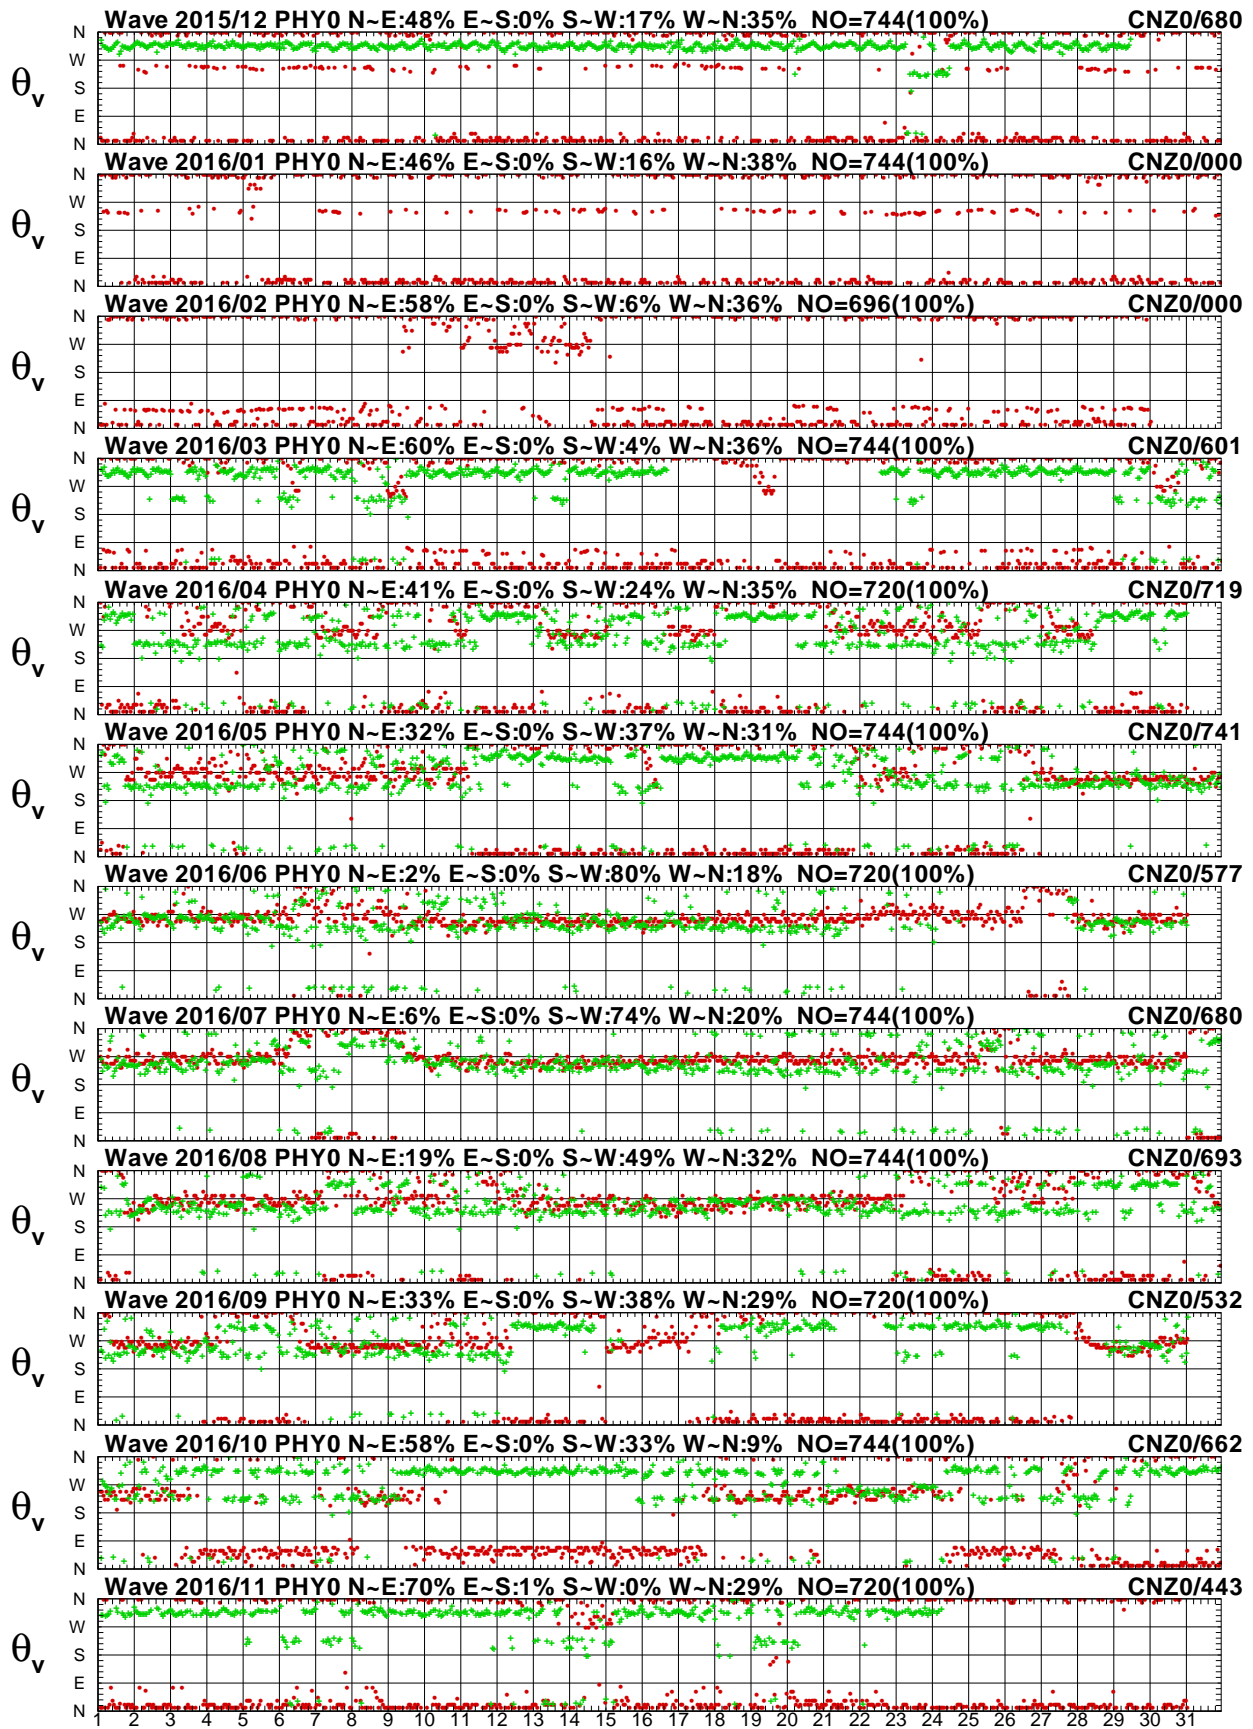 Wave 2015/12 PHY0 N~E:48% E~S:0% S~W:17% W~N:35% NO=744(100%) CNZ0/680
N
W
θv
S
E
N
Wave 2016/01 PHY0 N~E:46% E~S:0% S~W:16% W~N:38% NO=744(100%) CNZ0/000
N
W
θv
S
E
N
Wave 2016/02 PHY0 N~E:58% E~S:0% S~W:6% W~N:36% NO=696(100%) CNZ0/000
N
W
θv
S
E
N
Wave 2016/03 PHY0 N~E:60% E~S:0% S~W:4% W~N:36% NO=744(100%) CNZ0/601
N
W
θv
S
E
N
Wave 2016/04 PHY0 N~E:41% E~S:0% S~W:24% W~N:35% NO=720(100%) CNZ0/719
N
W
θv
S
E
N
Wave 2016/05 PHY0 N~E:32% E~S:0% S~W:37% W~N:31% NO=744(100%) CNZ0/741
N
W
θv
S
E
N
Wave 2016/06 PHY0 N~E:2% E~S:0% S~W:80% W~N:18% NO=720(100%) CNZ0/577
N
W
θv
S
E
N
Wave 2016/07 PHY0 N~E:6% E~S:0% S~W:74% W~N:20% NO=744(100%) CNZ0/680
N
W
θv
S
E
N
Wave 2016/08 PHY0 N~E:19% E~S:0% S~W:49% W~N:32% NO=744(100%) CNZ0/693
N
W
θv
S
E
N
Wave 2016/09 PHY0 N~E:33% E~S:0% S~W:38% W~N:29% NO=720(100%) CNZ0/532
N
W
θv
S
E
N
Wave 2016/10 PHY0 N~E:58% E~S:0% S~W:33% W~N:9% NO=744(100%) CNZ0/662
N
W
θv
S
E
N
Wave 2016/11 PHY0 N~E:70% E~S:1% S~W:0% W~N:29% NO=720(100%) CNZ0/443
N
W
θv
S
E
N
1 2 3 4 5 6 7 8 9 10 11 12 13 14 15 16 17 18 19 20 21 22 23 24 25 26 27 28 29 30 31